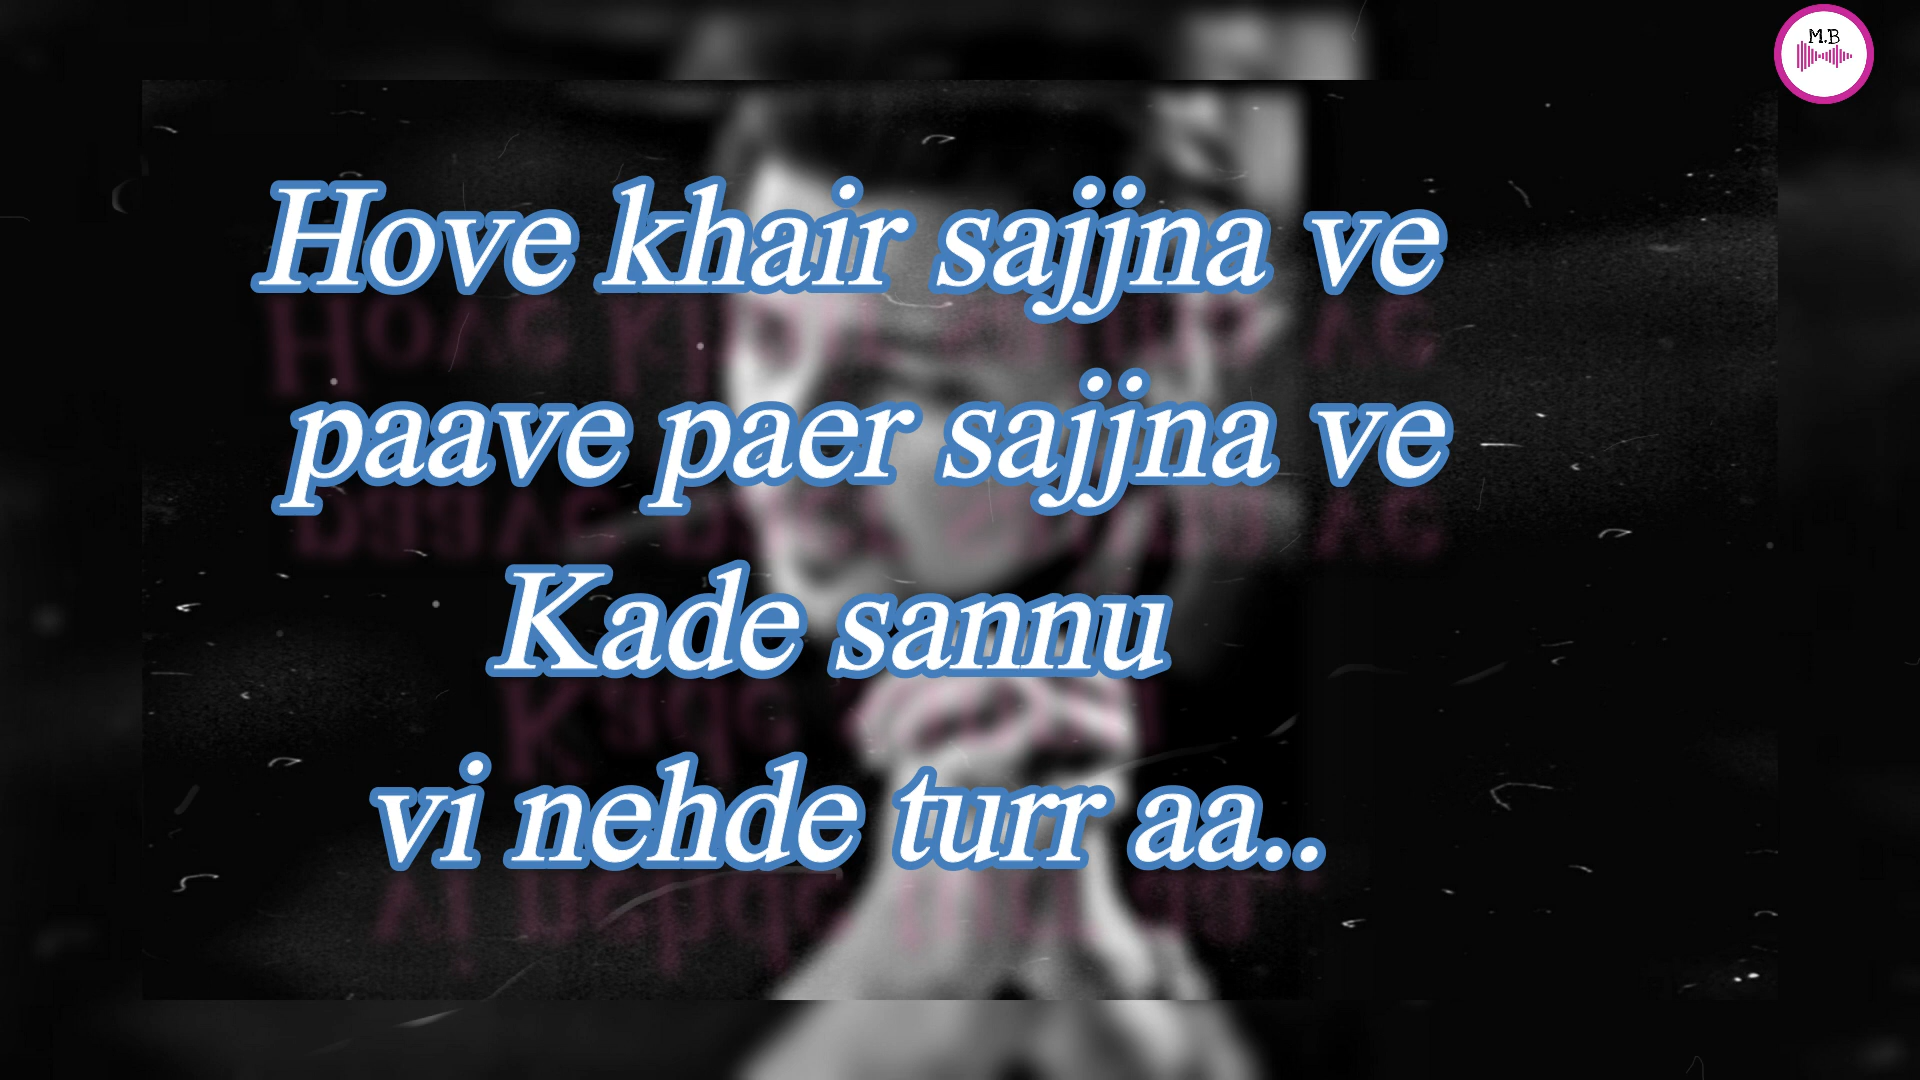 M.B
Hove khair sajjna ve
paave paer sajjna ve
Kade sannu
vi nehde turr aa..